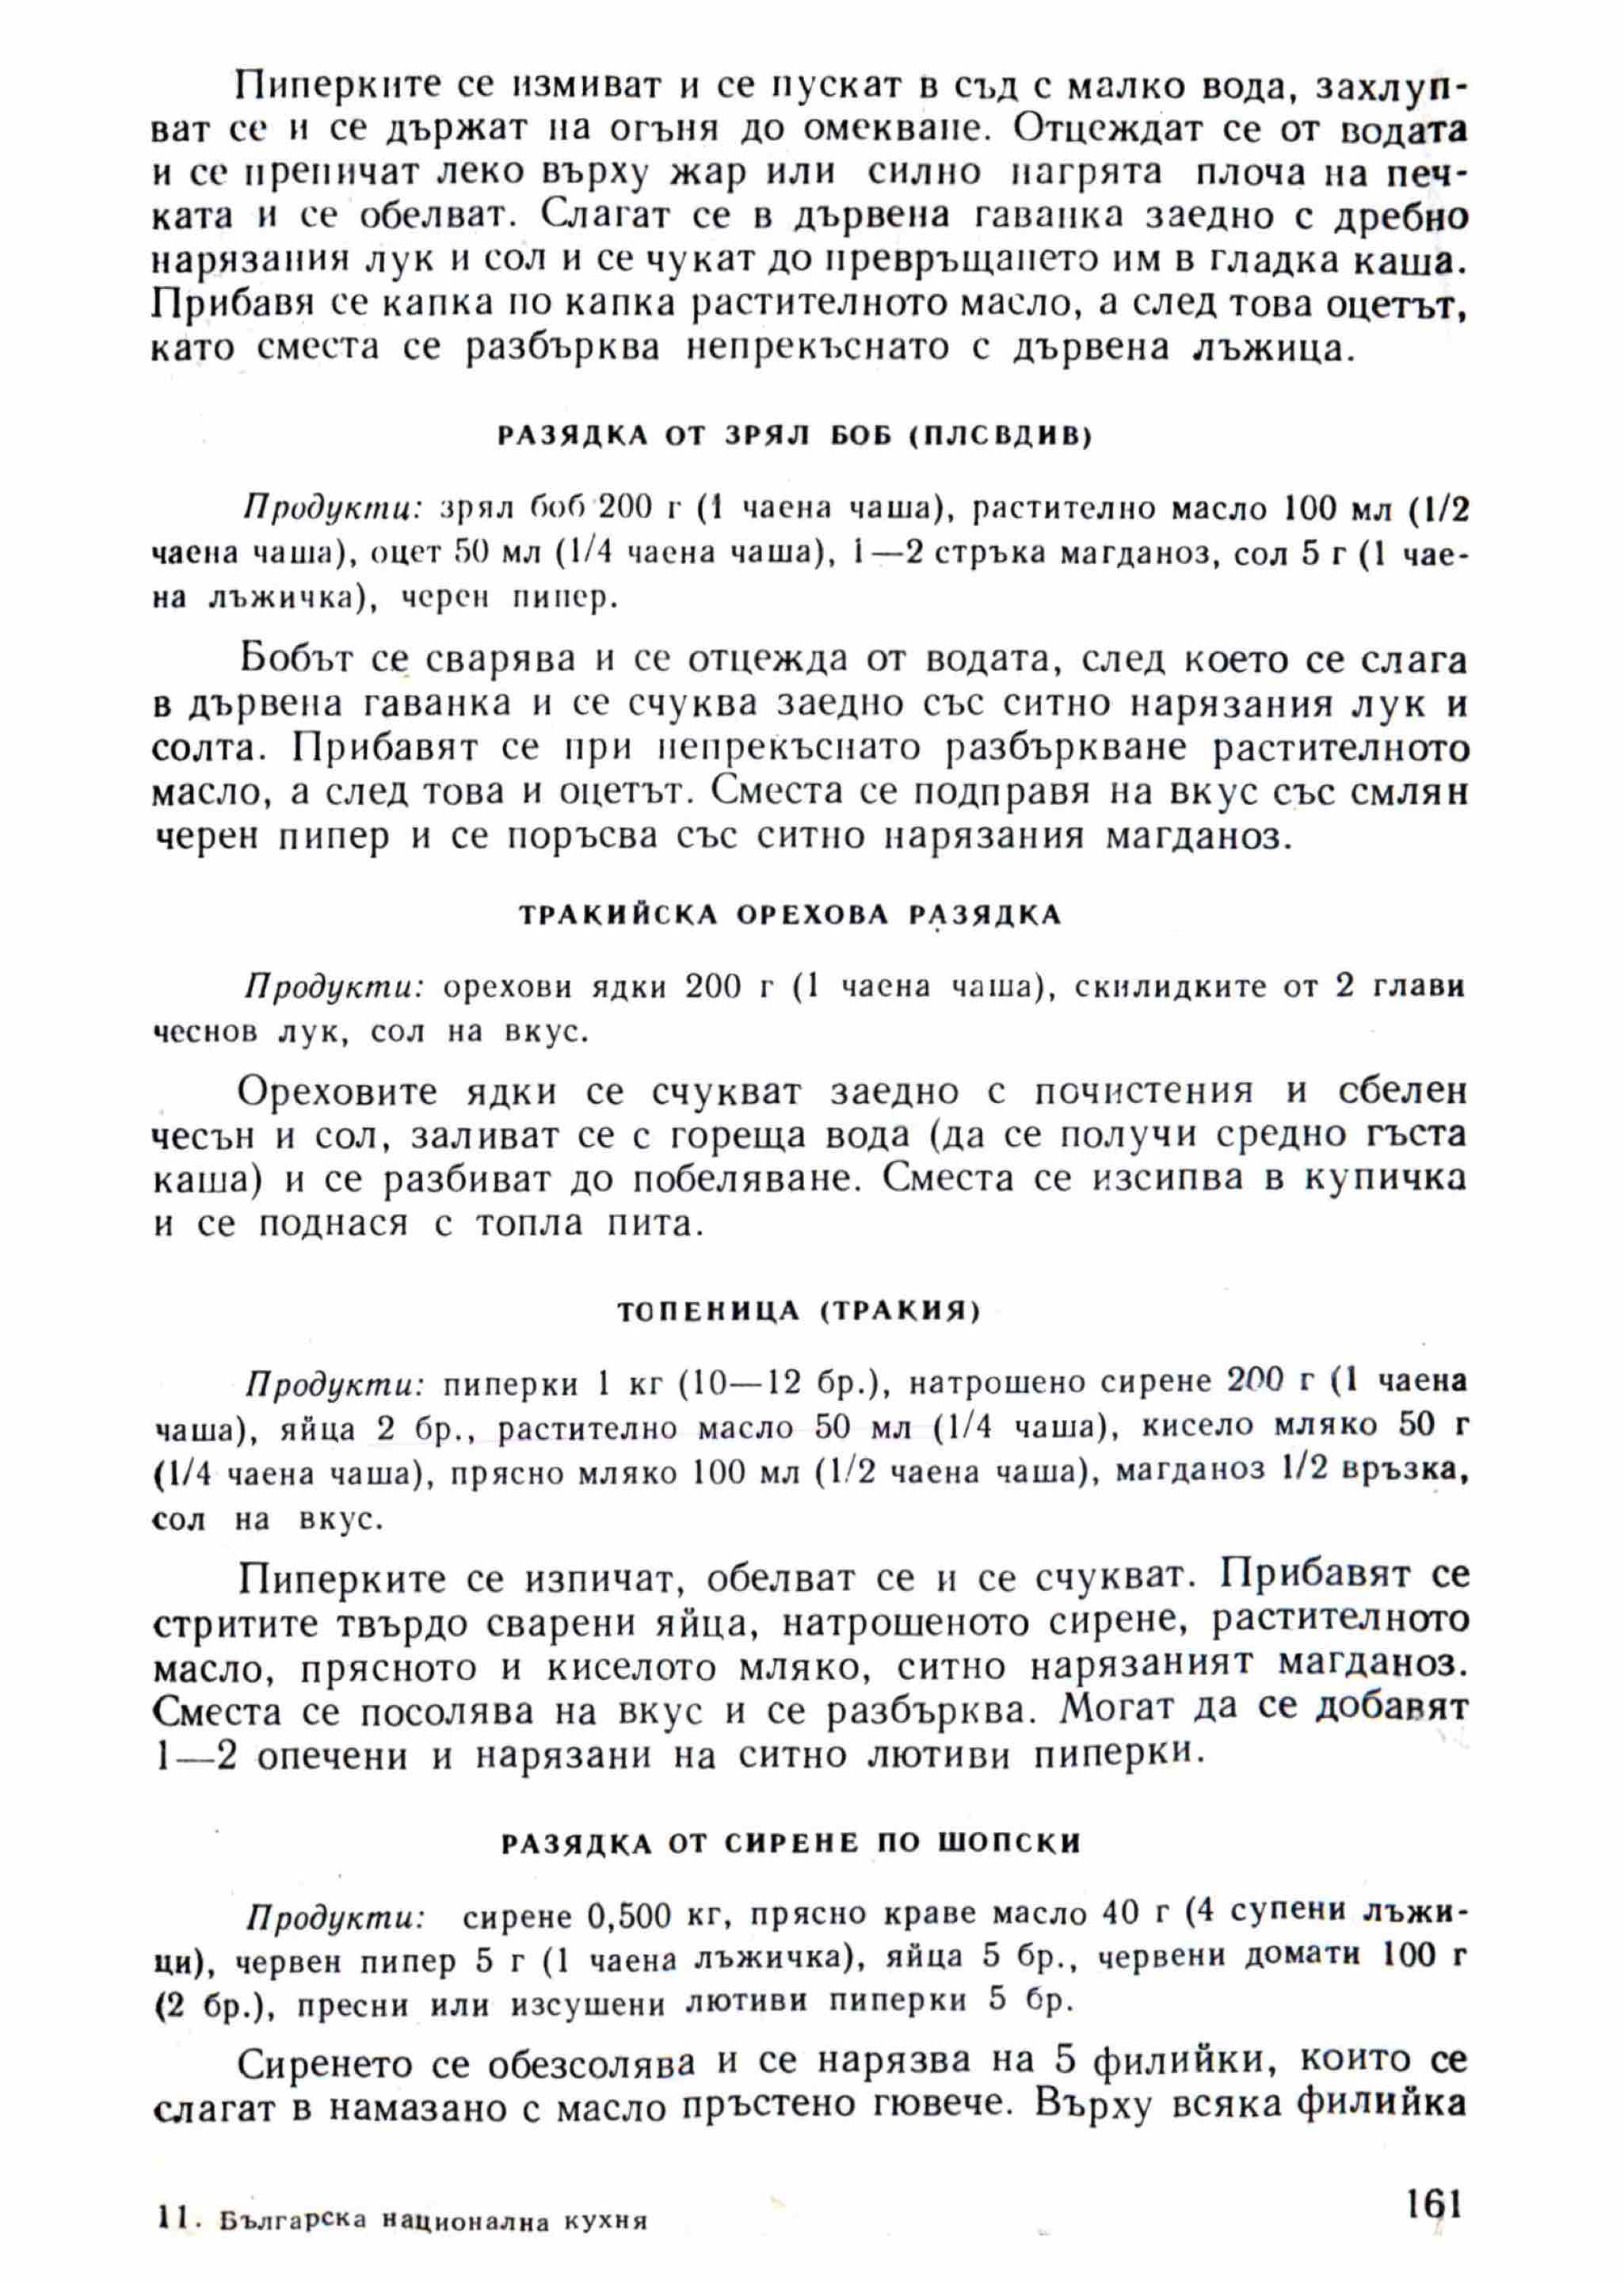 Пиперките се измиват и се пускат в съд с малко вода, захлуп-
ват се и се държат на огъня до омекване. Отцеждат се от водата
и се препичат леко върху жар или силно нагрята плоча на печ-
ката и се обелват. Слагат се в дървена гаванка заедно с дребно
нарязания лук и сол и се чукат до превръщането им в гладка каша.
Прибавя се капка по капка растителното масло, а след това оцетът,
като сместа се разбърква непрекъснато с дървена лъжица.
РАЗЯДКА ОТ ЗРЯЛ БОБ (ПЛСВДИВ)
Продукти: зрял боб 200 г (1 чаена чаша), растително масло 100 мл (1/2
чаена чаша), оцет 50 мл (1/4 чаена чаша), 1—2 стръка магданоз, сол 5 г (1 чае-
на лъжичка), черен пипер.
Бобът се сварява и се отцежда от водата, след което се слага
в дървена гаванка и се счуква заедно със ситно нарязания лук и
солта. Прибавят се при непрекъснато разбъркване растителното
масло, а след това и оцетът. Сместа се подправя на вкус със смлян
черен пипер и се поръсва със ситно нарязания магданоз.
ТРАКИЙСКА ОРЕХОВА РАЗЯДКА
Продукти: орехови ядки 200 г (1 чаена чаша), скилидките от 2 глави
чеснов лук, сол на вкус.
Ореховите ядки се счукват заедно с почистения и сбелен
чесън и сол, заливат се с гореща вода (да се получи средно гъста
каша) и се разбиват до побеляване. Сместа се изсипва в купичка
и се поднася с топла пита.
ТОПЕНИЦА (ТРАКИЯ)
Продукти: пиперки 1 кг (10—12 бр.), натрошено сирене 200 г (1 чаена
чаша), яйца 2 бр., растително масло 50 мл (1/4 чаша), кисело мляко 50 г
(1/4 чаена чаша), прясно мляко 100 мл (1/2 чаена чаша), магданоз 1/2 връзка,
сол на вкус.
Пиперките се изпичат, обелват се и се счукват. Прибавят се
стритите твърдо сварени яйца, натрошеното сирене, растителното
масло, прясното и киселото мляко, ситно нарязаният магданоз.
Сместа се посолява на вкус и се разбърква. Могат да се добавят
1—2 опечени и нарязани на ситно лютиви пиперки.
РАЗЯДКА ОТ СИРЕНЕ ПО ШОПСКИ
Продукти: сирене 0,500 кг, прясно краве масло 40 г (4 супени лъжи-
ци), червен пипер 5 г (1 чаена лъжичка), яйца 5 бр., червени домати 100 г
(2 бр.), пресни или изсушени лютиви пиперки 5 бр.
Сиренето се обезсолява и се нарязва на 5 филийки, които се
слагат в намазано с масло пръстено гювече. Върху всяка филийка
11. Българска национална кухня
161